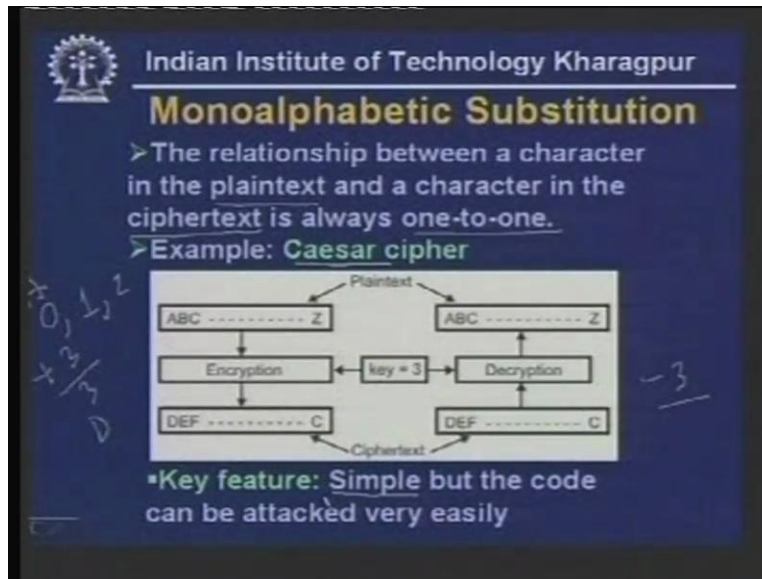 Indian Institute of Technology Kharagpur
Monoalphabetic Substitution
➤The relationship between a character
in the plaintext and a character in the
ciphertext is always one-to-one.
➤Example: Caesar cipher
Plaintext
ABC ---------- Z
ABC ---------- Z
Encryption
key = 3
Decryption
DEF ---------- C
DEF ---------- C
Ciphertext
0, 1, 2
+ 3
3
D
-3
▪Key feature: Simple but the code
can be attacked very easily